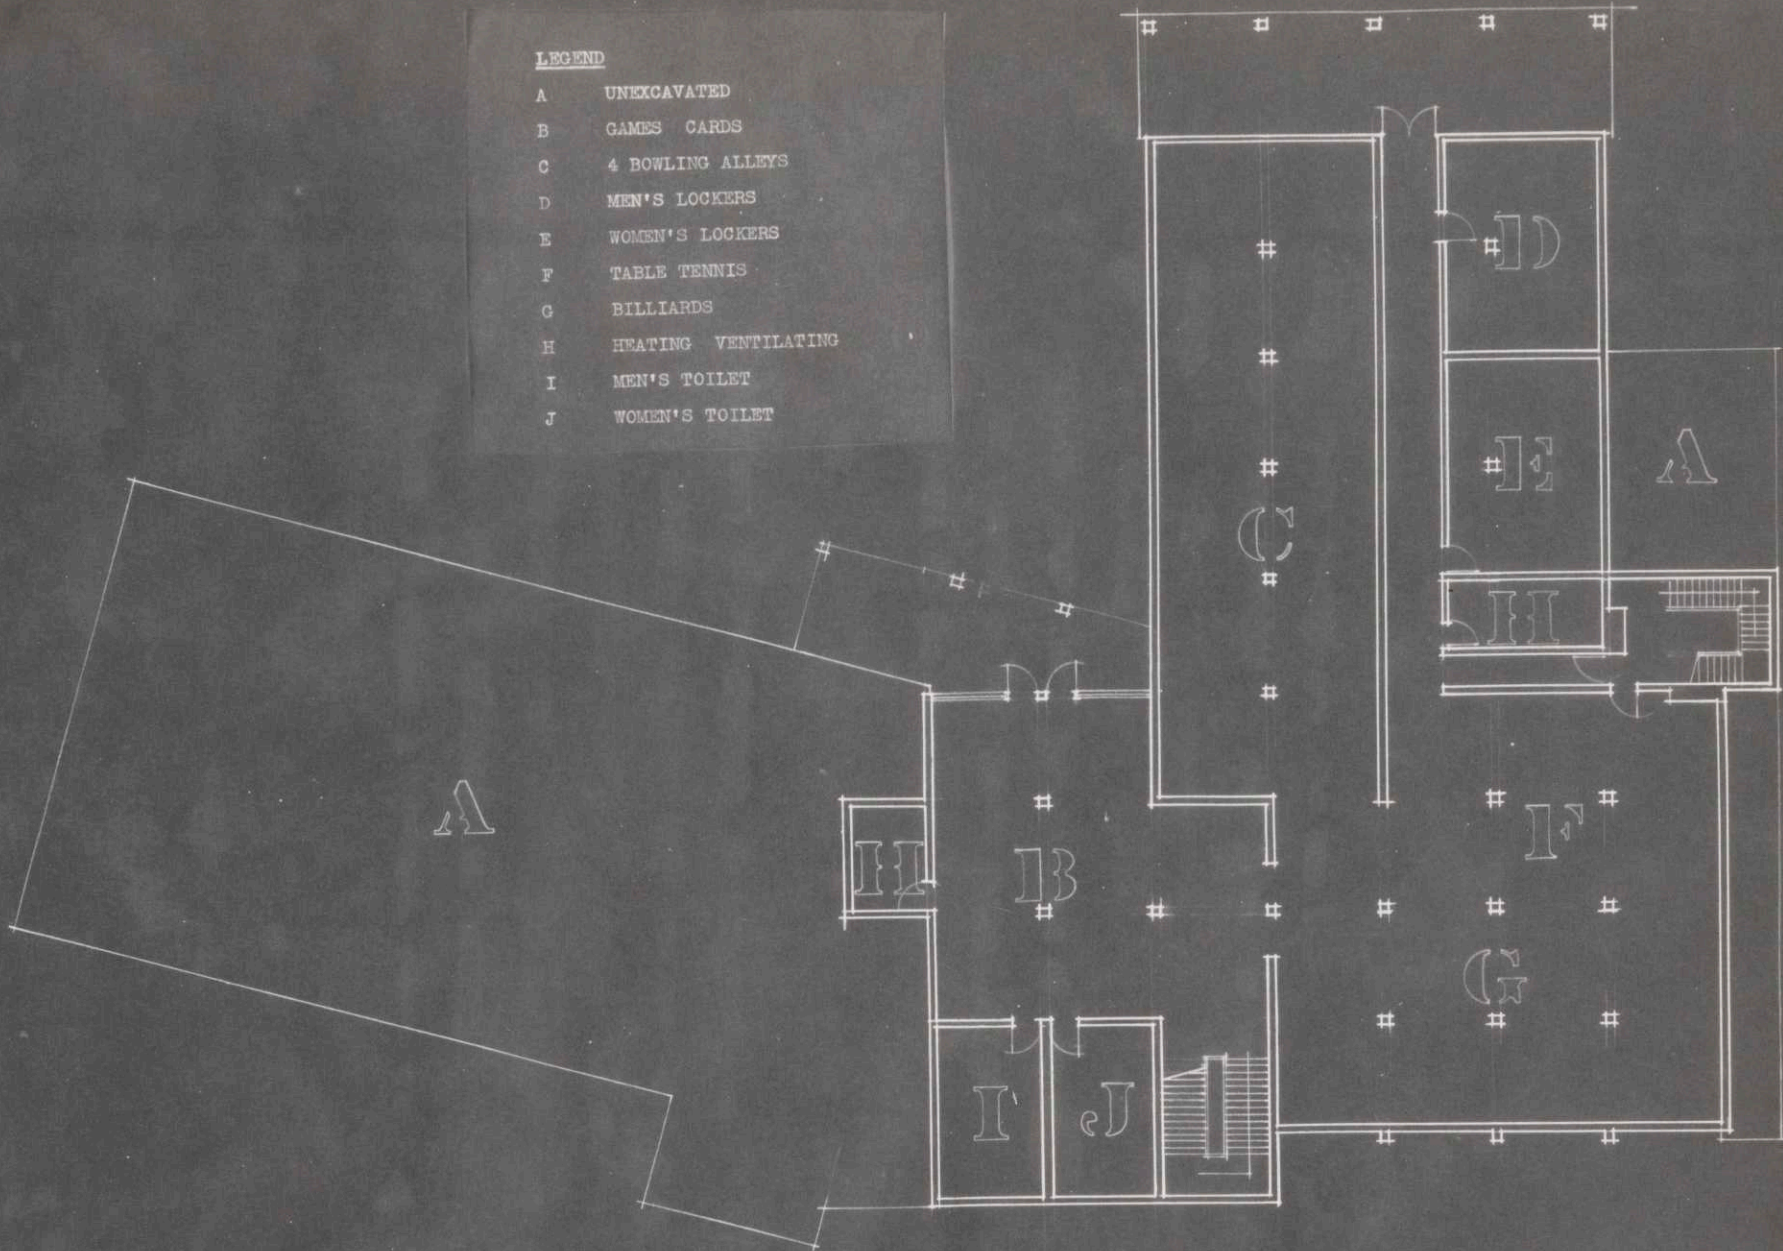 LEGEND
A UNEXCAVATED
B GAMES CARDS
C 4 BOWLING ALLEYS
D MEN'S LOCKERS
E WOMEN'S LOCKERS
F TABLE TENNIS
G BILLIARDS
H HEATING VENTILATING
I MEN'S TOILET
J WOMEN'S TOILET
D
E
A
C
H
A
F
H
B
G
I
J